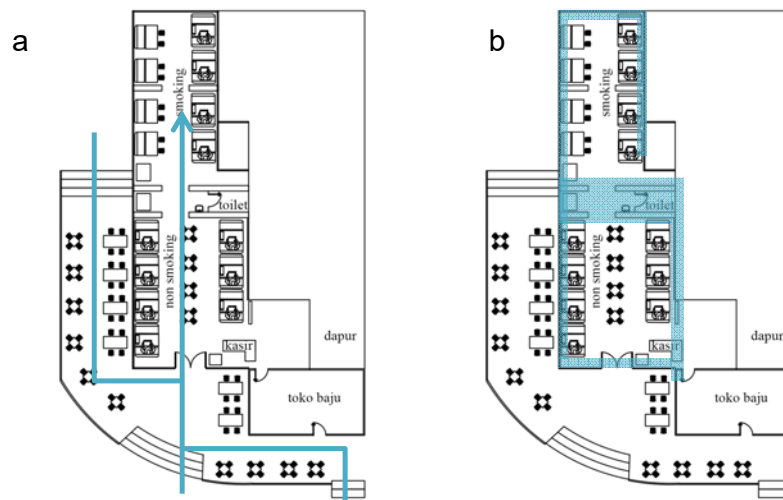 a
smoking
toilet
non smoking
kasir
dapur
toko baju
b
smoking
toilet
non smoking
kasir
dapur
toko baju